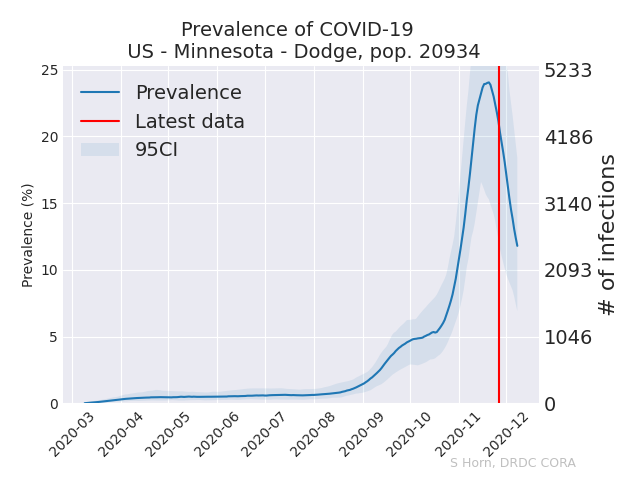 Prevalence of COVID-19
US - Minnesota - Dodge, pop. 20934
Prevalence
Latest data
95CI
25
20
15
10
5
0
Prevalence (%)
5233
4186
3140
2093
1046
0
# of infections
2020-03
2020-04
2020-05
2020-06
2020-07
2020-08
2020-09
2020-10
2020-11
2020-12
S Horn, DRDC CORA